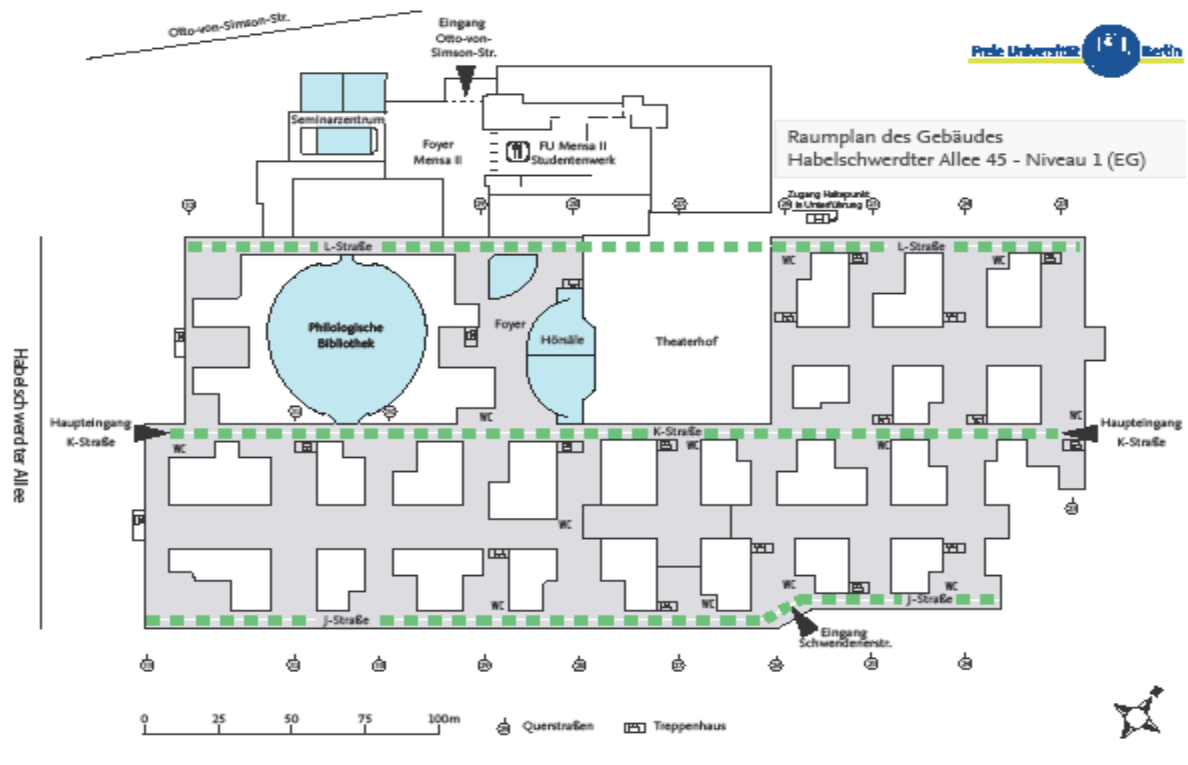 Otto-von-Simson-Str.
Eingang
Otto-von-
Simson-Str.
Freie Universität Berlin
Seminarzentrum
Foyer
Mensa II
FU Mensa II
Studentenwerk
Raumplan des Gebäudes
Habelschwerdter Allee 45 - Niveau 1 (EG)
Zugang Haltepunkt
in Unterführung
L-Straße
L-Straße
WC
WC
Philologische
Bibliothek
Foyer
Hörsäle
Theaterhof
Habelschwerdter Allee
WC
WC
Haupteingang
K-Straße
K-Straße
Haupteingang
K-Straße
WC
WC
WC
WC
WC
WC
WC
WC
J-Straße
J-Straße
Eingang
Schwendenerstr.
0 25 50 75 100m
Querstraßen
Treppenhaus